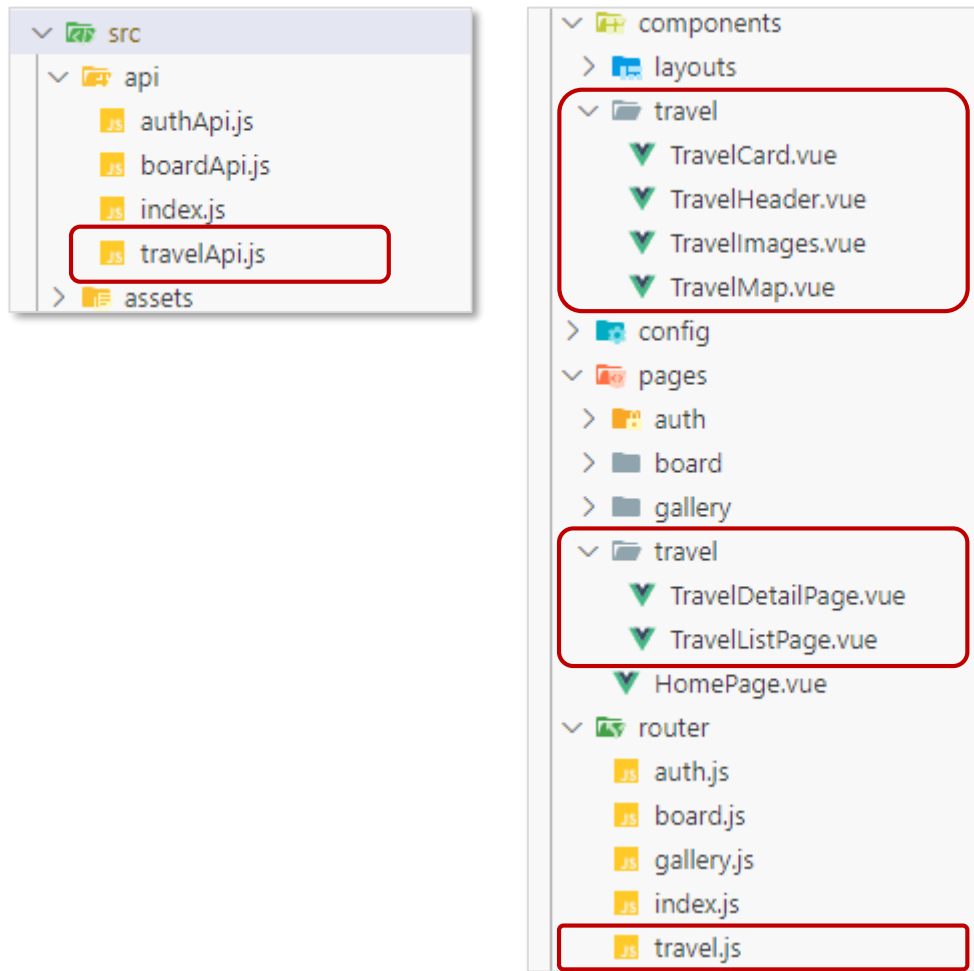 src
api
authApi.js
boardApi.js
index.js
travelApi.js
assets
components
layouts
travel
TravelCard.vue
TravelHeader.vue
TravelImages.vue
TravelMap.vue
config
pages
auth
board
gallery
travel
TravelDetailPage.vue
TravelListPage.vue
HomePage.vue
router
auth.js
board.js
gallery.js
index.js
travel.js